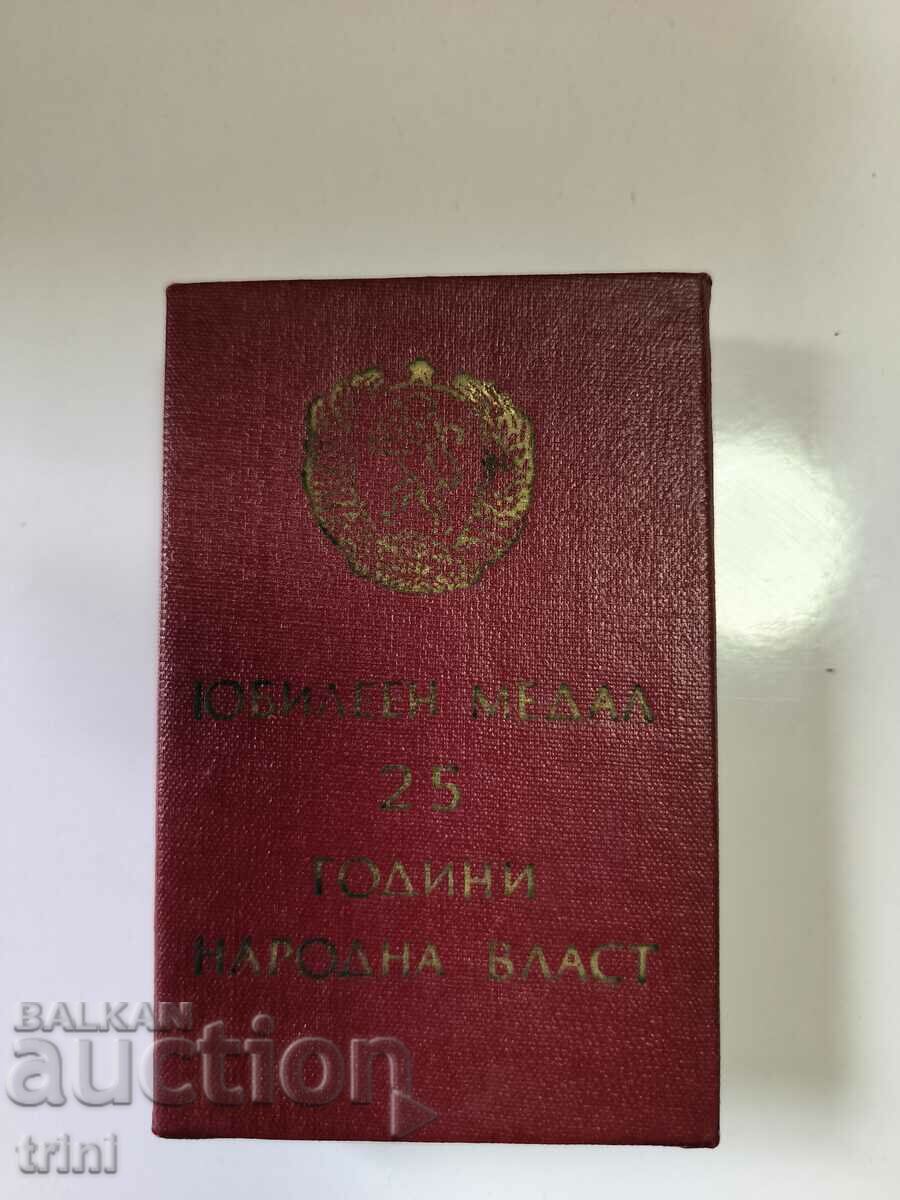 ЮБИЛЕЕН МЕДАЛ
25
ГОДИНИ
НАРОДНА ВЛАСТ
BALKAN
auction
trini